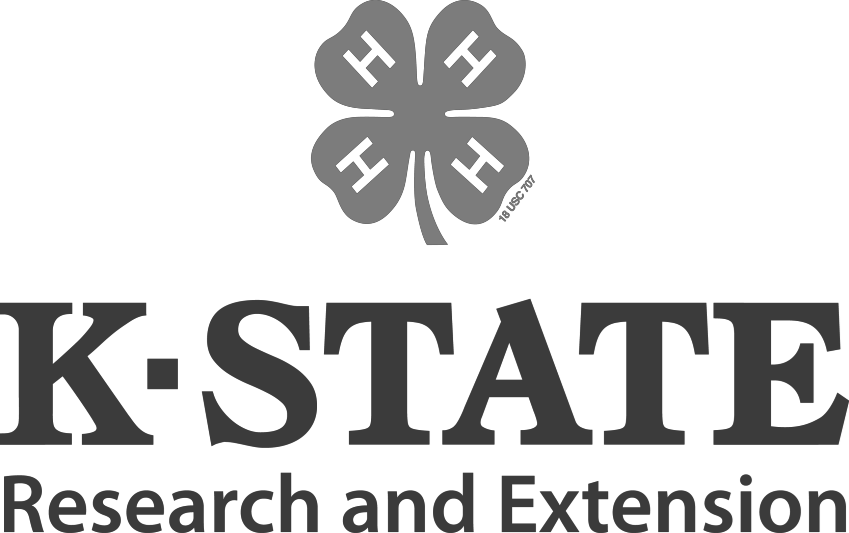 H H
H H
18 USC 707
K·STATE
Research and Extension